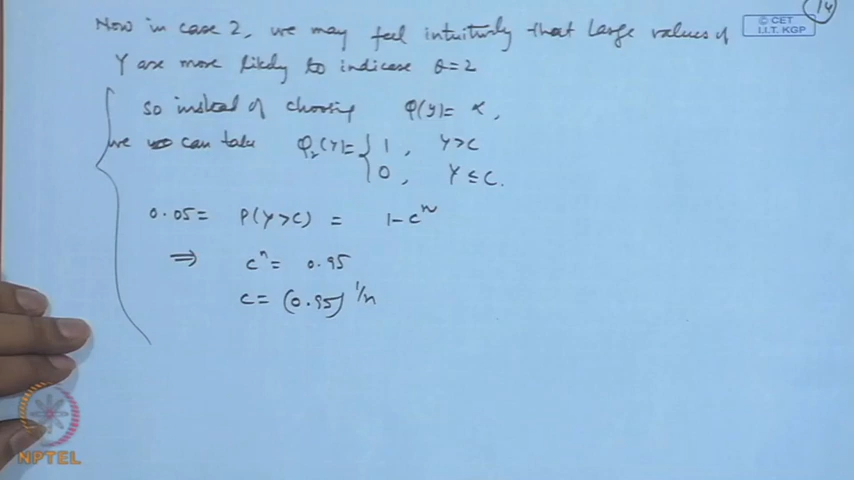 14
© CET
I.I.T. KGP
Now in case 2, we may feel intuitively that large values of
Y are more likely to indicate θ=2
so instead of choosing φ(y)= α,
we can take φ₂(Y)= { 1, Y>c
0, Y ≤ c.
0.05= P(Y>c) = 1-cⁿ
⇒ cⁿ= 0.95
c= (0.95)^1/n
NPTEL